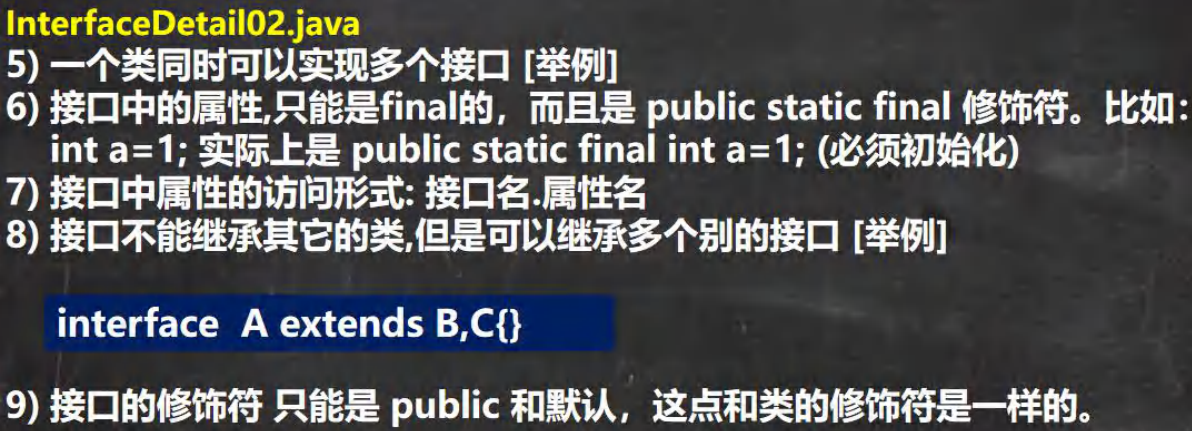 InterfaceDetail02.java
5) 一个类同时可以实现多个接口 [举例]
6) 接口中的属性,只能是final的，而且是 public static final 修饰符。比如：
int a=1; 实际上是 public static final int a=1; (必须初始化)
7) 接口中属性的访问形式: 接口名.属性名
8) 接口不能继承其它的类,但是可以继承多个别的接口 [举例]
interface A extends B,C{}
9) 接口的修饰符 只能是 public 和默认，这点和类的修饰符是一样的。